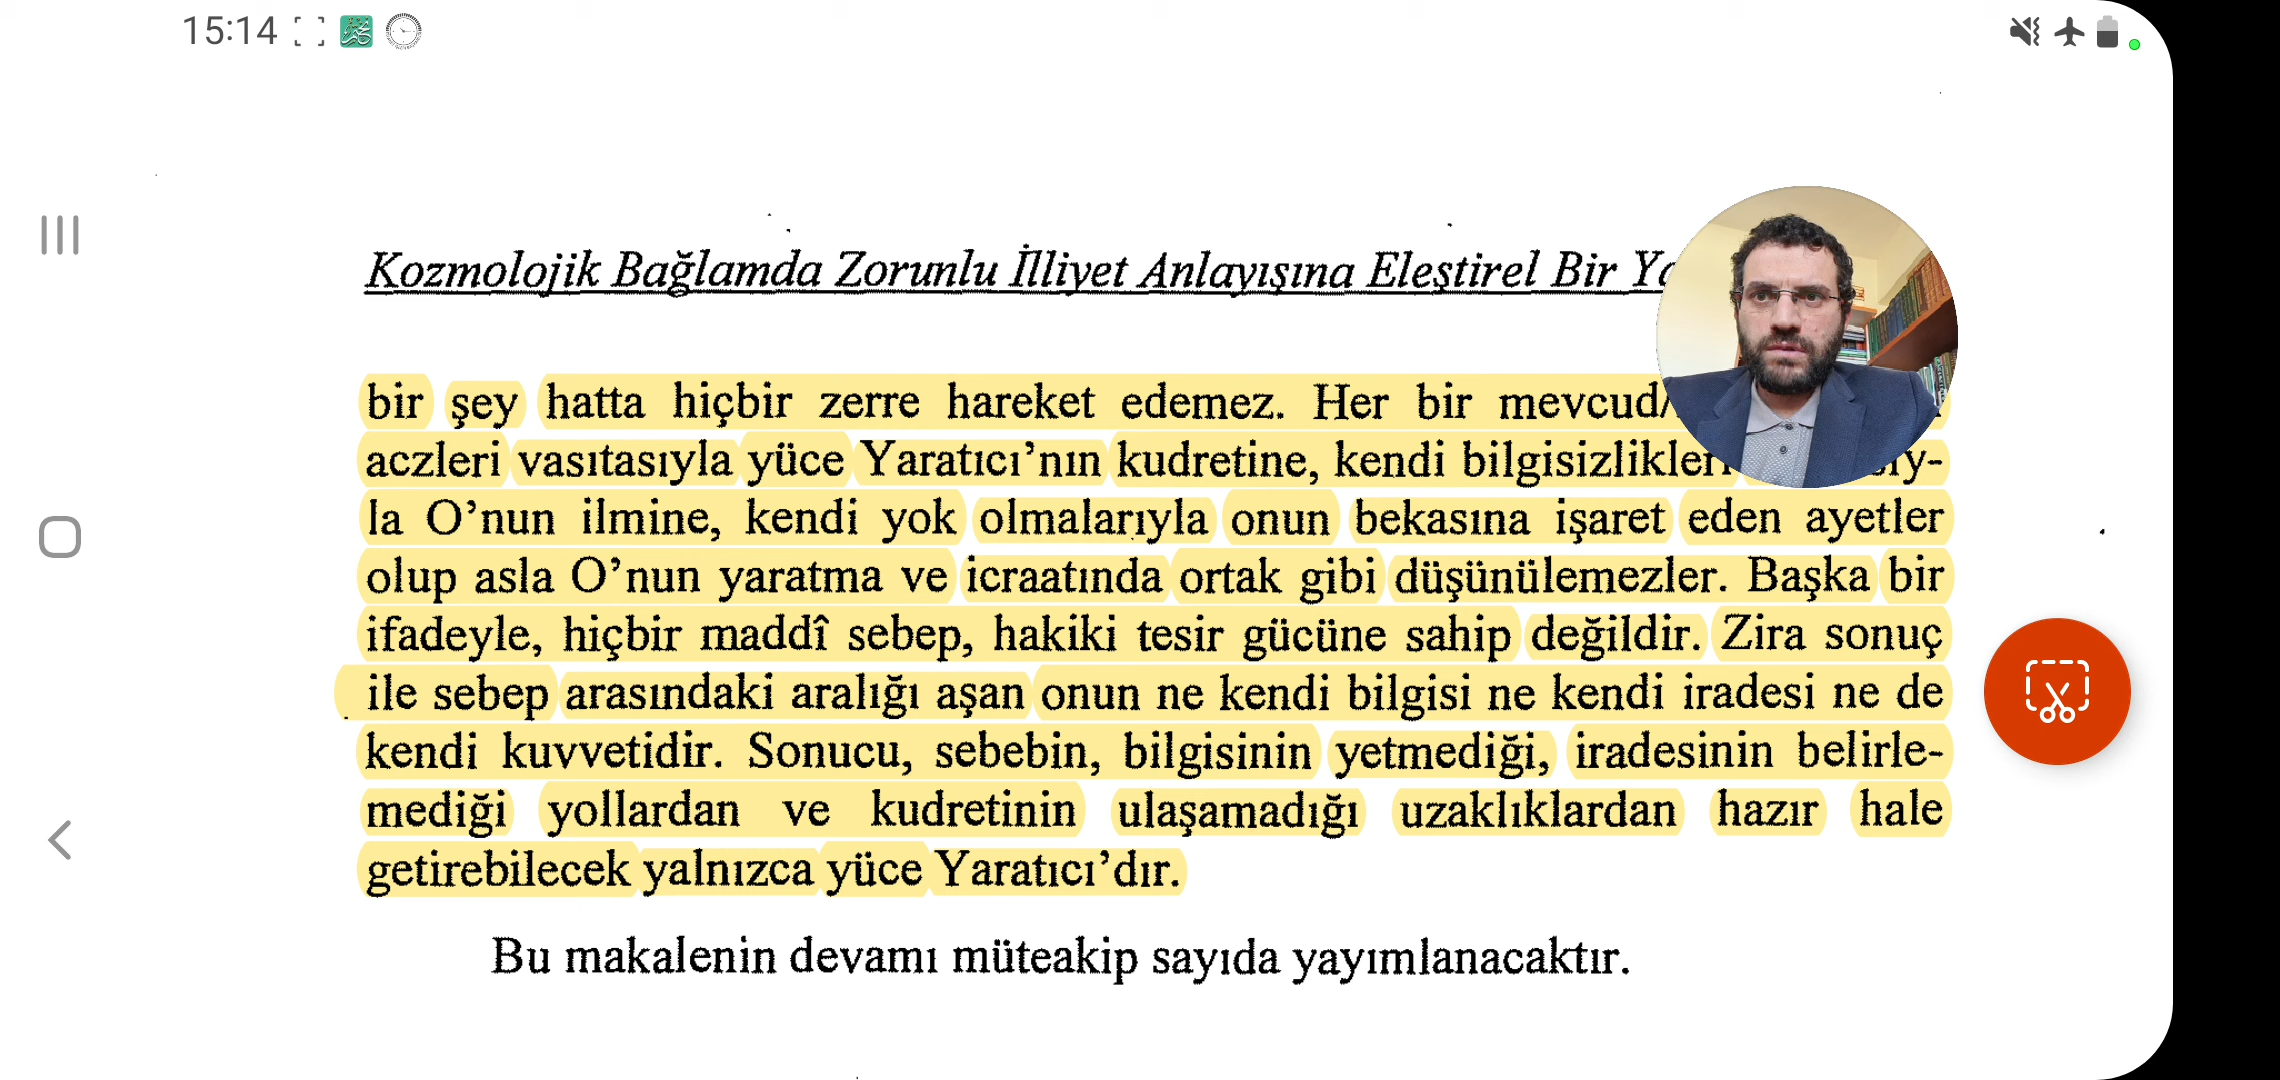 15:14
Kozmolojik Bağlamda Zorunlu İlliyet Anlayışına Eleştirel Bir
bir şey hatta hiçbir zerre hareket edemez. Her bir mevcud/
aczleri vasıtasıyla yüce Yaratıcı’nın kudretine, kendi
la O’nun ilmine, kendi yok olmalarıyla onun bekasına işaret eden ayetler
olup asla O’nun yaratma ve icraatında ortak gibi düşünülemezler. Başka bir
ifadeyle, hiçbir maddî sebep, hakiki tesir gücüne sahip değildir. Zira sonuç
ile sebep arasındaki aralığı aşan onun ne kendi bilgisi ne kendi iradesi ne de
kendi kuvvetidir. Sonucu, sebebin, bilgisinin yetmediği, iradesinin belirle-
mediği yollardan ve kudretinin ulaşamadığı uzaklıklardan hazır hale
getirebilecek yalnızca yüce Yaratıcı’dır.
Bu makalenin devamı müteakip sayıda yayımlanacaktır.